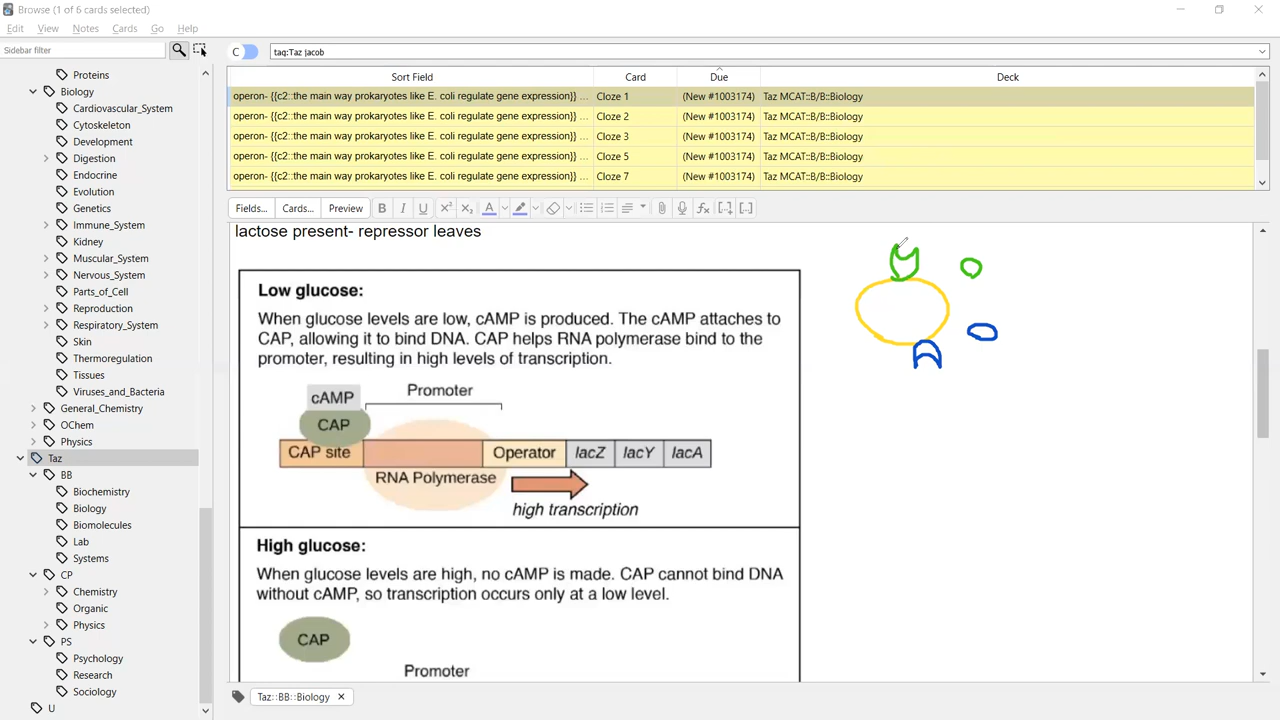 Browse (1 of 6 cards selected)
Edit View Notes Cards Go Help
Sidebar filter
C
tag:Taz jacob
Proteins
Biology
Cardiovascular_System
Cytoskeleton
Development
Digestion
Endocrine
Evolution
Genetics
Immune_System
Kidney
Muscular_System
Nervous_System
Parts_of_Cell
Reproduction
Respiratory_System
Skin
Thermoregulation
Tissues
Viruses_and_Bacteria
General_Chemistry
OChem
Physics
Taz
BB
Biochemistry
Biology
Biomolecules
Lab
Systems
CP
Chemistry
Organic
Physics
PS
Psychology
Research
Sociology
U
Sort Field Card Due Deck
operon- {{c2::the main way prokaryotes like E. coli regulate gene expression}} ... Cloze 1 (New #1003174) Taz MCAT::B/B::Biology
operon- {{c2::the main way prokaryotes like E. coli regulate gene expression}} ... Cloze 2 (New #1003174) Taz MCAT::B/B::Biology
operon- {{c2::the main way prokaryotes like E. coli regulate gene expression}} ... Cloze 3 (New #1003174) Taz MCAT::B/B::Biology
operon- {{c2::the main way prokaryotes like E. coli regulate gene expression}} ... Cloze 5 (New #1003174) Taz MCAT::B/B::Biology
operon- {{c2::the main way prokaryotes like E. coli regulate gene expression}} ... Cloze 7 (New #1003174) Taz MCAT::B/B::Biology
Fields... Cards... Preview B I U X² X₂ A
lactose present- repressor leaves
Low glucose:
When glucose levels are low, cAMP is produced. The cAMP attaches to
CAP, allowing it to bind DNA. CAP helps RNA polymerase bind to the
promoter, resulting in high levels of transcription.
cAMP Promoter
CAP
CAP site Operator lacZ lacY lacA
RNA Polymerase
high transcription
High glucose:
When glucose levels are high, no cAMP is made. CAP cannot bind DNA
without cAMP, so transcription occurs only at a low level.
CAP
Promoter
Taz::BB::Biology